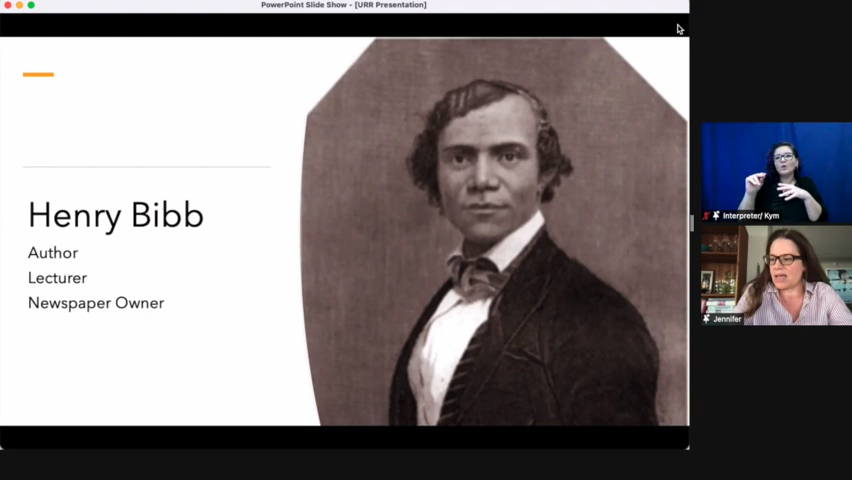 PowerPoint Slide Show - [URR Presentation]
Henry Bibb
Author
Lecturer
Newspaper Owner
Interpreter/ Kym
Jennifer